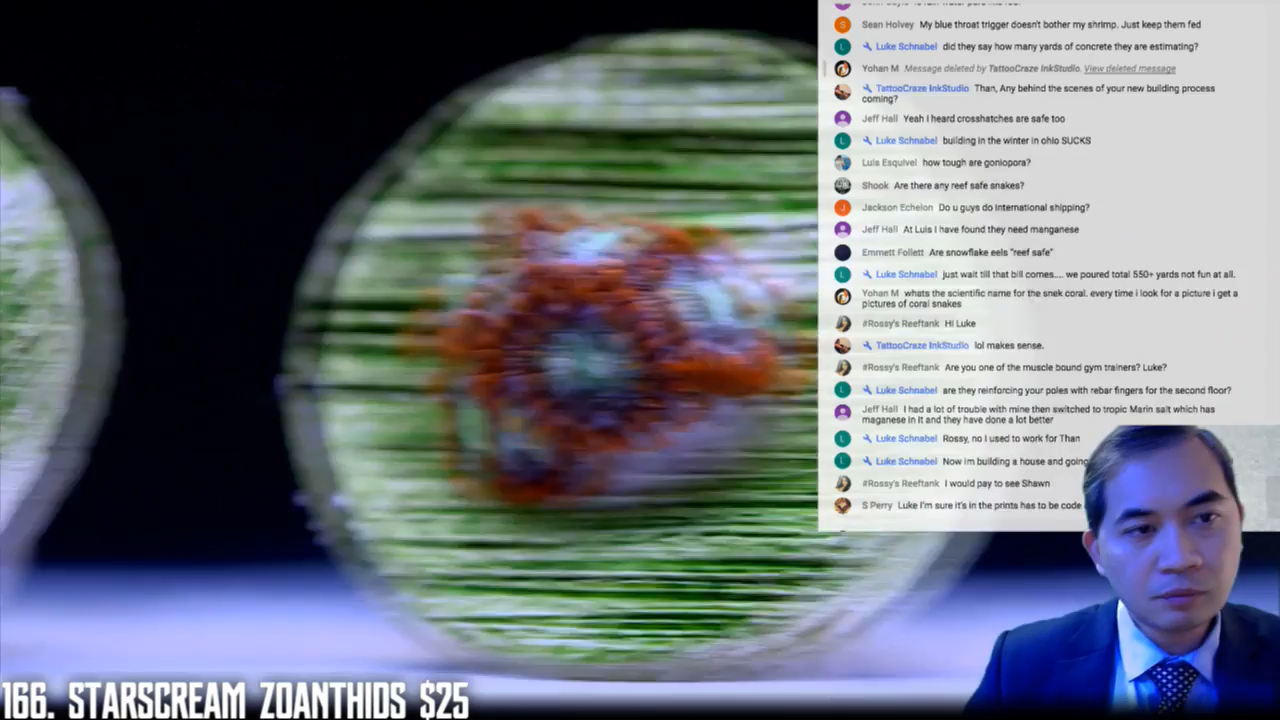 Sean Holvey My blue throat trigger doesn't bother my shrimp. Just keep them fed
L Luke Schnabel did they say how many yards of concrete they are estimating?
Yohan M Message deleted by TattooCraze InkStudio. View deleted message
TattooCraze InkStudio Than, Any behind the scenes of your new building process
coming?
Jeff Hall Yeah I heard crosshatches are safe too
L Luke Schnabel building in the winter in ohio SUCKS
Luis Esquivel how tough are goniopora?
Shook Are there any reef safe snakes?
J Jackson Echelon Do u guys do international shipping?
Jeff Hall At Luis I have found they need manganese
Emmett Follett Are snowflake eels "reef safe"
L Luke Schnabel just wait till that bill comes.... we poured total 550+ yards not fun at all.
Yohan M whats the scientific name for the snek coral. every time i look for a picture i get a
pictures of coral snakes
#Rossy's Reeftank Hi Luke
TattooCraze InkStudio lol makes sense.
#Rossy's Reeftank Are you one of the muscle bound gym trainers? Luke?
L Luke Schnabel are they reinforcing your poles with rebar fingers for the second floor?
Jeff Hall I had a lot of trouble with mine then switched to tropic Marin salt which has
maganese in it and they have done a lot better
L Luke Schnabel Rossy, no I used to work for Than
L Luke Schnabel Now im building a house and going
#Rossy's Reeftank I would pay to see Shawn
S Perry Luke I'm sure it's in the prints has to be code
166. STARSCREAM ZOANTHIDS $25